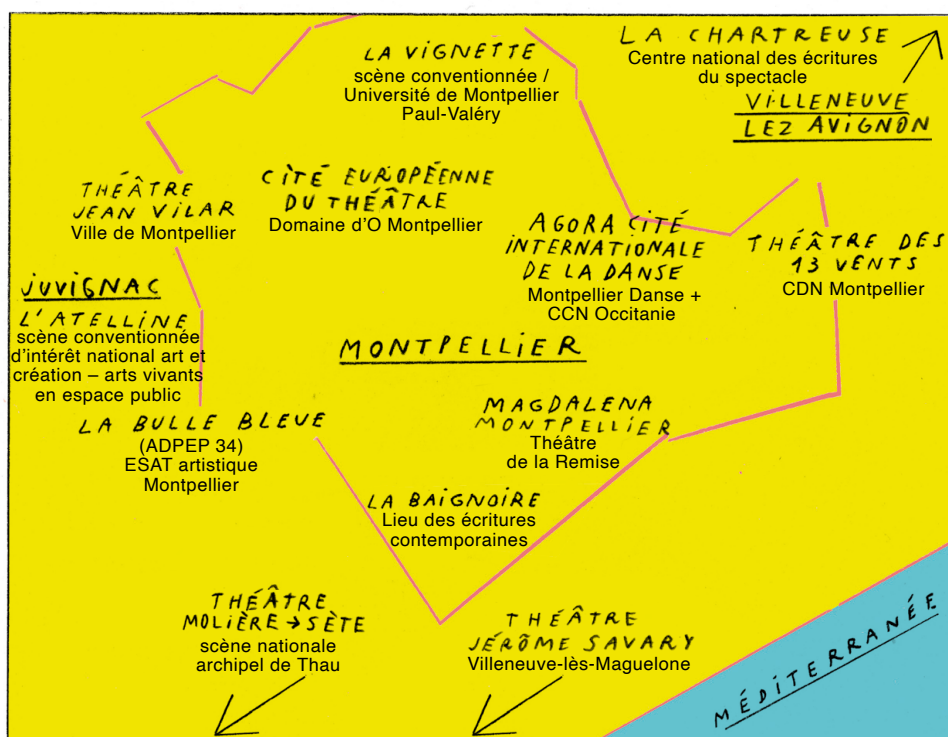 LA VIGNETTE
scène conventionnée /
Université de Montpellier
Paul-Valéry
LA CHARTREUSE
Centre national des écritures
du spectacle
VILLENEUVE
LEZ AVIGNON
THÉÂTRE
JEAN VILAR
Ville de Montpellier
CITÉ EUROPÉENNE
DU THÉÂTRE
Domaine d'O Montpellier
AGORA CITÉ
INTERNATIONALE
DE LA DANSE
Montpellier Danse +
CCN Occitanie
THÉÂTRE DES
13 VENTS
CDN Montpellier
JUVIGNAC
L'ATELLINE
scène conventionnée
d'intérêt national art et
création – arts vivants
en espace public
MONTPELLIER
LA BULLE BLEUE
(ADPEP 34)
ESAT artistique
Montpellier
MAGDALENA
MONTPELLIER
Théâtre
de la Remise
LA BAIGNOIRE
Lieu des écritures
contemporaines
THÉÂTRE
MOLIÈRE → SÈTE
scène nationale
archipel de Thau
THÉÂTRE
JÉRÔME SAVARY
Villeneuve-lès-Maguelone
MÉDITERRANÉE